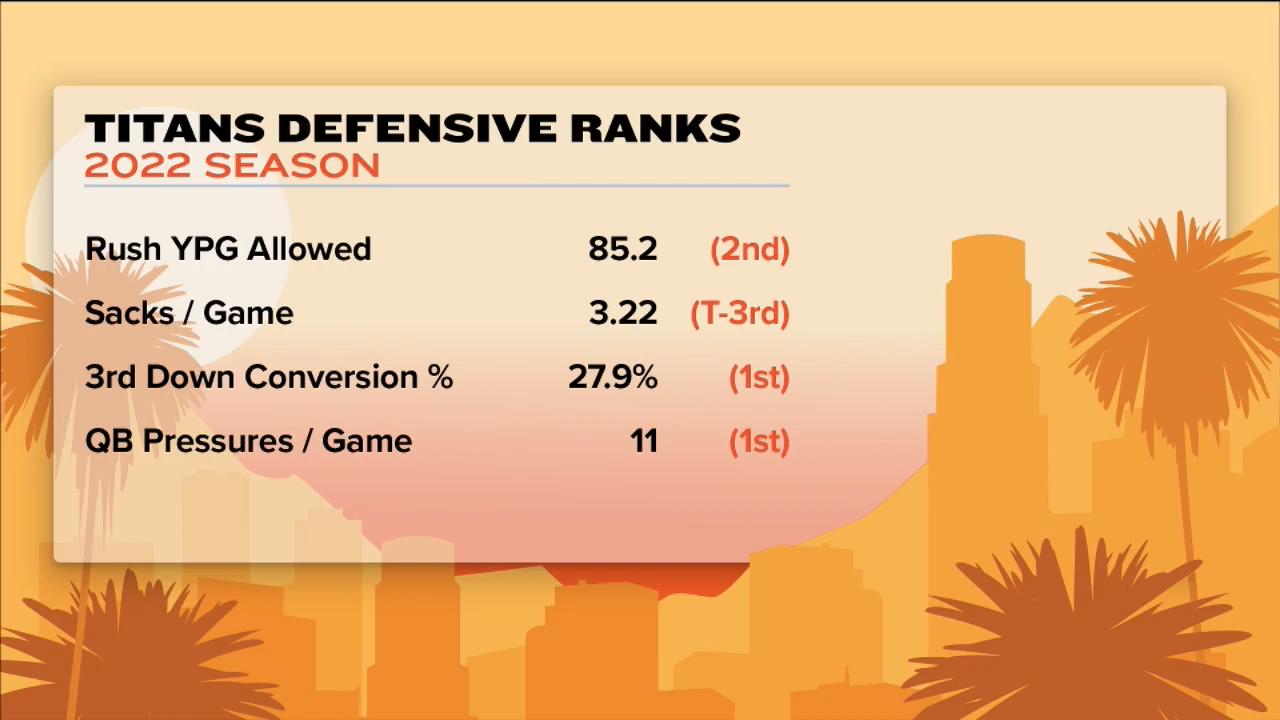 TITANS DEFENSIVE RANKS
2022 SEASON
Rush YPG Allowed 85.2 (2nd)
Sacks / Game 3.22 (T-3rd)
3rd Down Conversion % 27.9% (1st)
QB Pressures / Game 11 (1st)